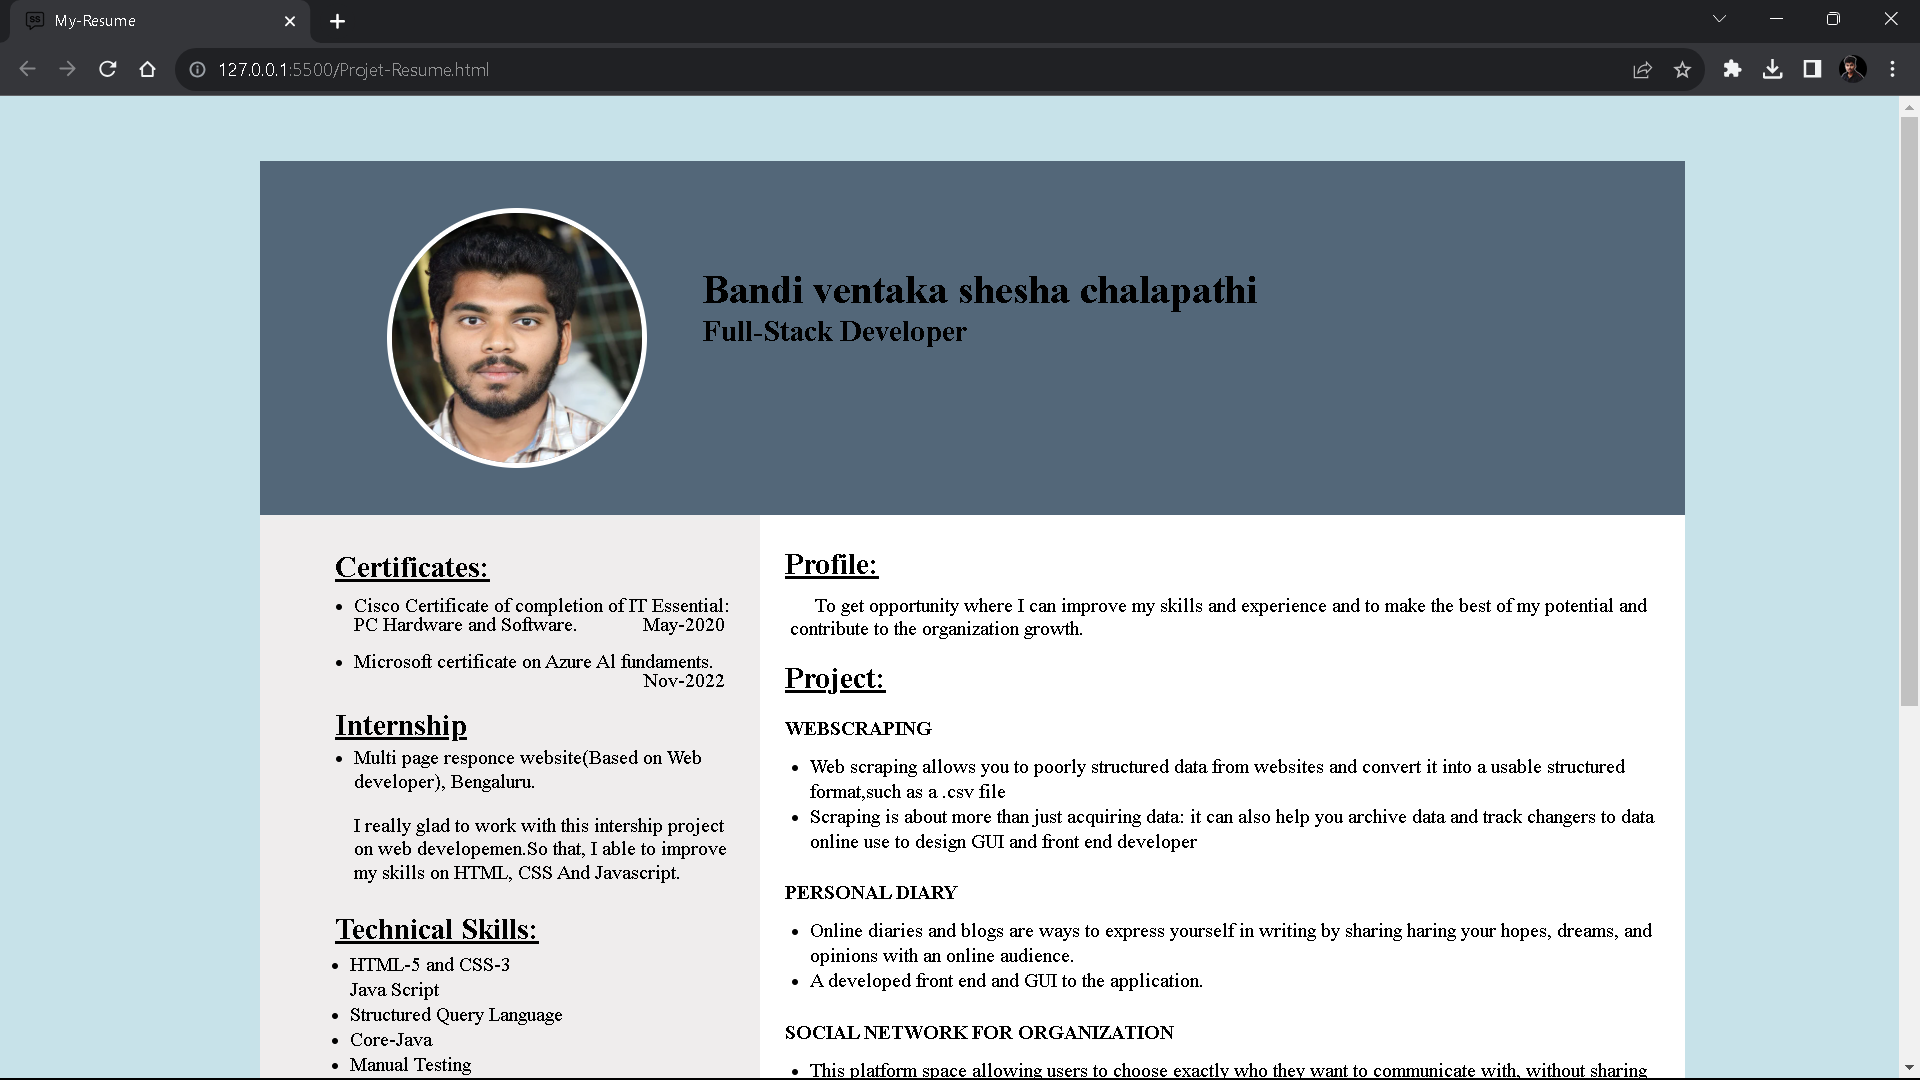 My-Resume
127.0.0.1:5500/Projet-Resume.html
Bandi ventaka shesha chalapathi
Full-Stack Developer
Certificates:
Cisco Certificate of completion of IT Essential:
PC Hardware and Software. May-2020
Microsoft certificate on Azure Al fundaments.
Nov-2022
Internship
Multi page responce website(Based on Web
developer), Bengaluru.
I really glad to work with this intership project
on web developemen.So that, I able to improve
my skills on HTML, CSS And Javascript.
Technical Skills:
HTML-5 and CSS-3
Java Script
Structured Query Language
Core-Java
Manual Testing
Profile:
To get opportunity where I can improve my skills and experience and to make the best of my potential and
contribute to the organization growth.
Project:
WEBSCRAPING
Web scraping allows you to poorly structured data from websites and convert it into a usable structured
format,such as a .csv file
Scraping is about more than just acquiring data: it can also help you archive data and track changers to data
online use to design GUI and front end developer
PERSONAL DIARY
Online diaries and blogs are ways to express yourself in writing by sharing haring your hopes, dreams, and
opinions with an online audience.
A developed front end and GUI to the application.
SOCIAL NETWORK FOR ORGANIZATION
This platform space allowing users to choose exactly who they want to communicate with, without sharing